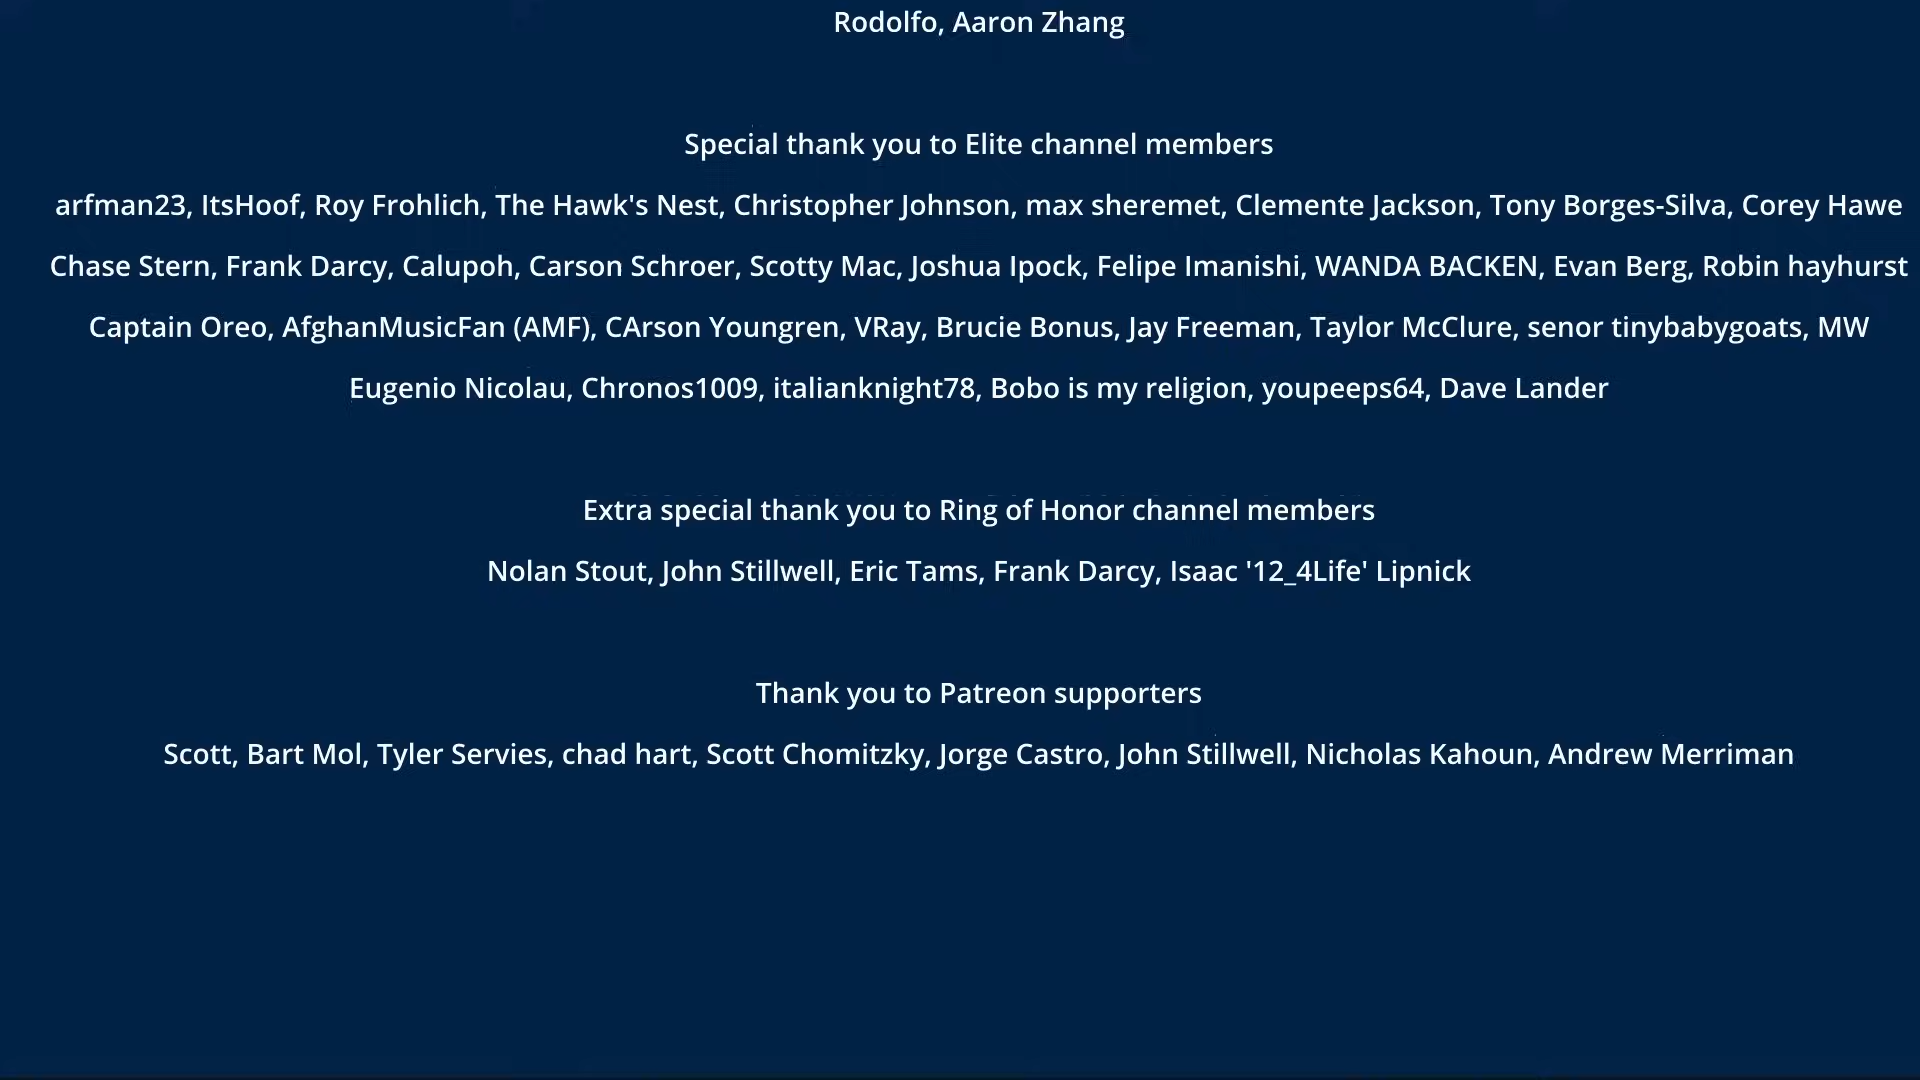 Rodolfo, Aaron Zhang
Special thank you to Elite channel members
arfman23, ItsHoof, Roy Frohlich, The Hawk's Nest, Christopher Johnson, max sheremet, Clemente Jackson, Tony Borges-Silva, Corey Hawe
Chase Stern, Frank Darcy, Calupoh, Carson Schroer, Scotty Mac, Joshua Ipock, Felipe Imanishi, WANDA BACKEN, Evan Berg, Robin hayhurst
Captain Oreo, AfghanMusicFan (AMF), CArson Youngren, VRay, Brucie Bonus, Jay Freeman, Taylor McClure, senor tinybabygoats, MW
Eugenio Nicolau, Chronos1009, italianknight78, Bobo is my religion, youpeeps64, Dave Lander
Extra special thank you to Ring of Honor channel members
Nolan Stout, John Stillwell, Eric Tams, Frank Darcy, Isaac '12_4Life' Lipnick
Thank you to Patreon supporters
Scott, Bart Mol, Tyler Servies, chad hart, Scott Chomitzky, Jorge Castro, John Stillwell, Nicholas Kahoun, Andrew Merriman